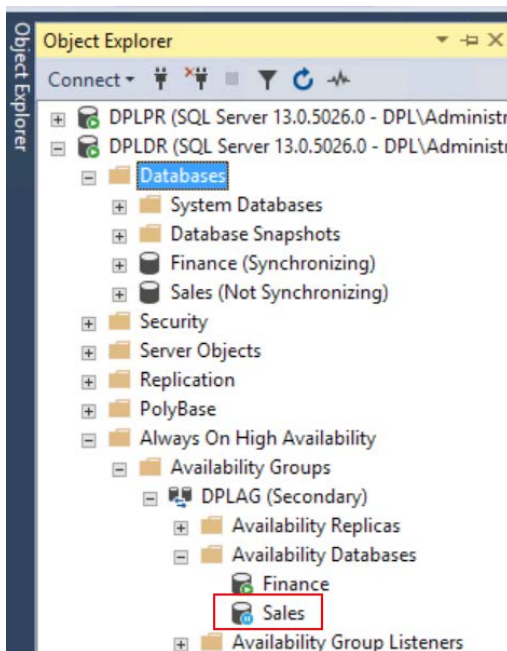 Object Explorer
Object Explorer
Connect
DPLPR (SQL Server 13.0.5026.0 - DPL\Administr
DPLDR (SQL Server 13.0.5026.0 - DPL\Administr
Databases
System Databases
Database Snapshots
Finance (Synchronizing)
Sales (Not Synchronizing)
Security
Server Objects
Replication
PolyBase
Always On High Availability
Availability Groups
DPLAG (Secondary)
Availability Replicas
Availability Databases
Finance
Sales
Availability Group Listeners